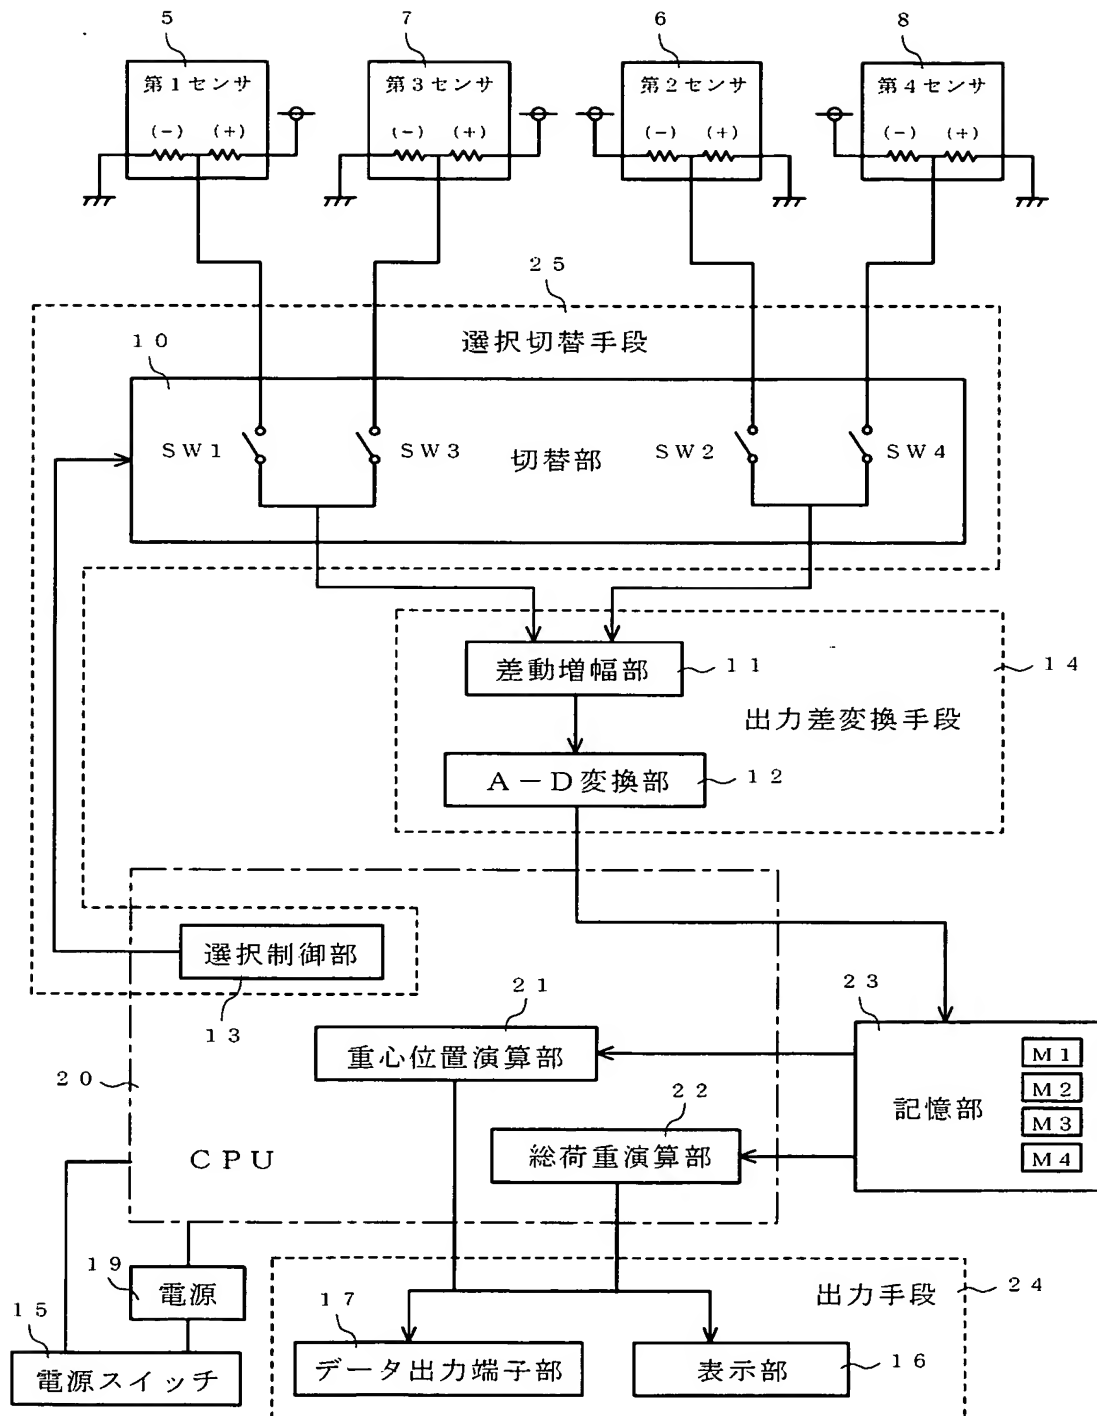 5 7 6 8
第1センサ 第3センサ 第2センサ 第4センサ
(-) (+) (-) (+) (-) (+) (-) (+)
25
選択切替手段
10
SW1 SW3 切替部 SW2 SW4
差動増幅部 11 14
出力差変換手段
A-D変換部 12
選択制御部
13
21 23
重心位置演算部 M1
20 22 M2
記憶部 M3
CPU 総荷重演算部 M4
19
電源 出力手段 24
15 17
電源スイッチ データ出力端子部 表示部 16